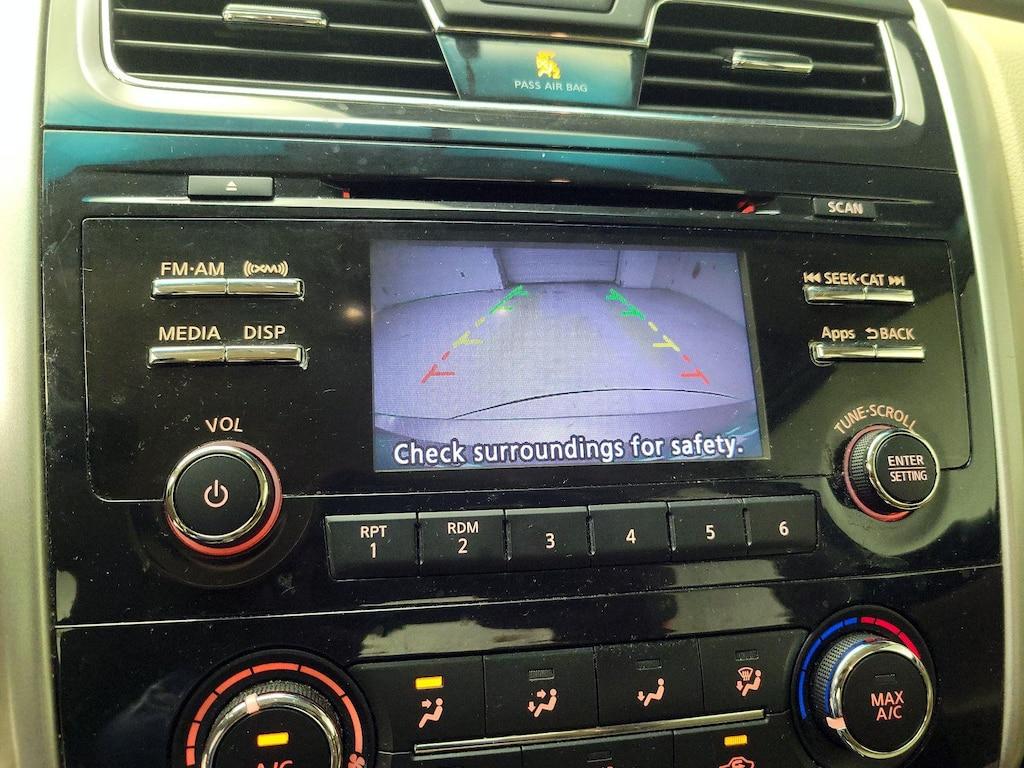 PASS AIR BAG
SCAN
FM·AM
((XM))
SEEK·CAT
MEDIA
DISP
Apps
BACK
VOL
TUNE·SCROLL
Check surroundings for safety.
ENTER
SETTING
RPT
1
RDM
2
3
4
5
6
MAX
A/C
A/C